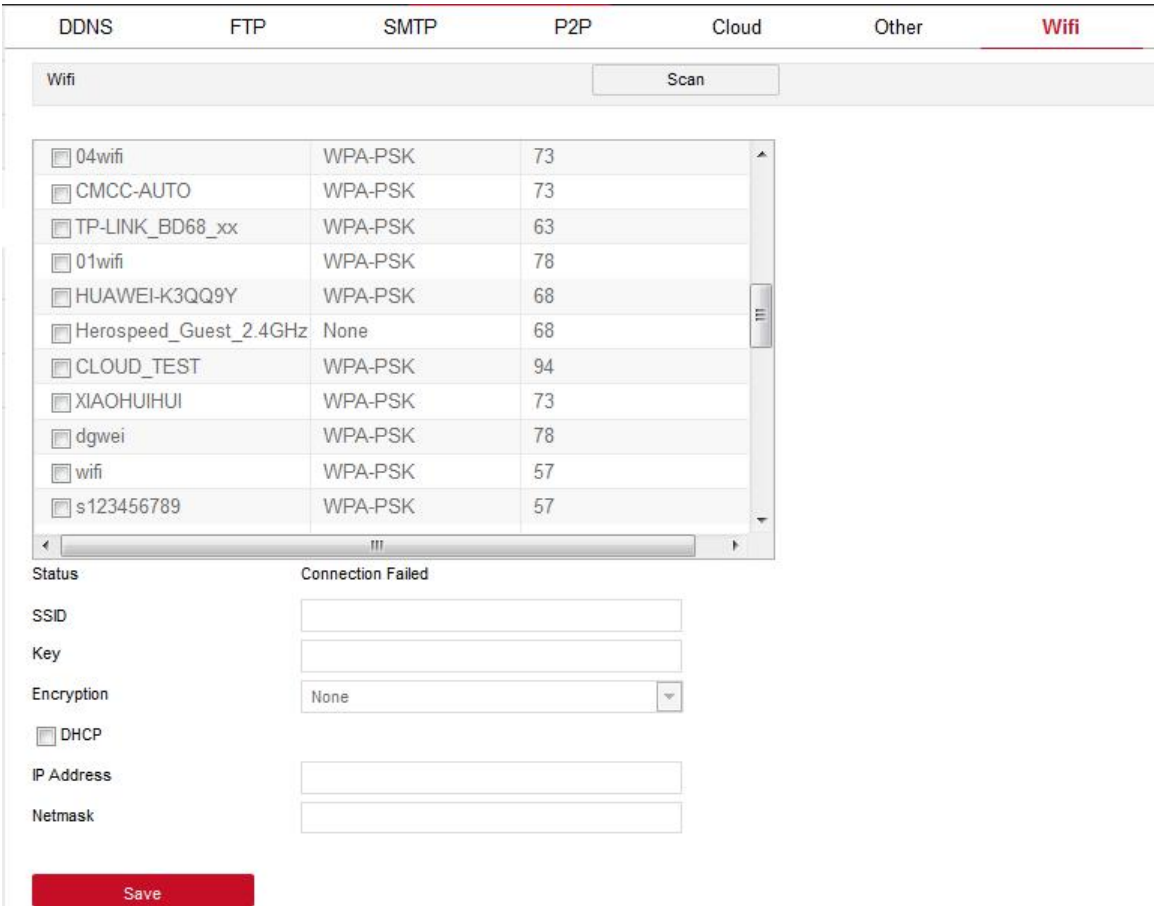 DDNS FTP SMTP P2P Cloud Other Wifi
Wifi Scan
04wifi WPA-PSK 73
CMCC-AUTO WPA-PSK 73
TP-LINK_BD68_xx WPA-PSK 63
01wifi WPA-PSK 78
HUAWEI-K3QQ9Y WPA-PSK 68
Herospeed_Guest_2.4GHz None 68
CLOUD_TEST WPA-PSK 94
XIAOHUIHUI WPA-PSK 73
dgwei WPA-PSK 78
wifi WPA-PSK 57
s123456789 WPA-PSK 57
Status Connection Failed
SSID
Key
Encryption None
DHCP
IP Address
Netmask
Save